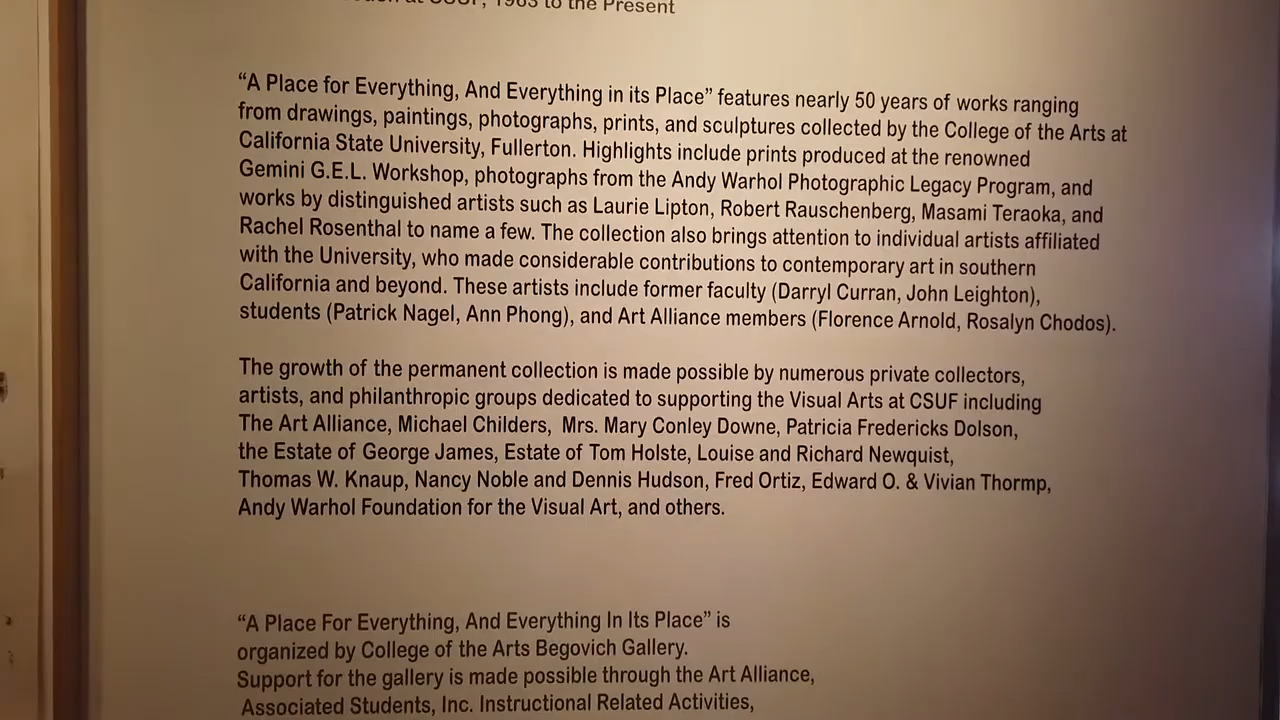 at CSUF, 1963 to the Present
“A Place for Everything, And Everything in its Place” features nearly 50 years of works ranging
from drawings, paintings, photographs, prints, and sculptures collected by the College of the Arts at
California State University, Fullerton. Highlights include prints produced at the renowned
Gemini G.E.L. Workshop, photographs from the Andy Warhol Photographic Legacy Program, and
works by distinguished artists such as Laurie Lipton, Robert Rauschenberg, Masami Teraoka, and
Rachel Rosenthal to name a few. The collection also brings attention to individual artists affiliated
with the University, who made considerable contributions to contemporary art in southern
California and beyond. These artists include former faculty (Darryl Curran, John Leighton),
students (Patrick Nagel, Ann Phong), and Art Alliance members (Florence Arnold, Rosalyn Chodos).
The growth of the permanent collection is made possible by numerous private collectors,
artists, and philanthropic groups dedicated to supporting the Visual Arts at CSUF including
The Art Alliance, Michael Childers, Mrs. Mary Conley Downe, Patricia Fredericks Dolson,
the Estate of George James, Estate of Tom Holste, Louise and Richard Newquist,
Thomas W. Knaup, Nancy Noble and Dennis Hudson, Fred Ortiz, Edward O. & Vivian Thormp,
Andy Warhol Foundation for the Visual Art, and others.
“A Place For Everything, And Everything In Its Place” is
organized by College of the Arts Begovich Gallery.
Support for the gallery is made possible through the Art Alliance,
Associated Students, Inc. Instructional Related Activities,